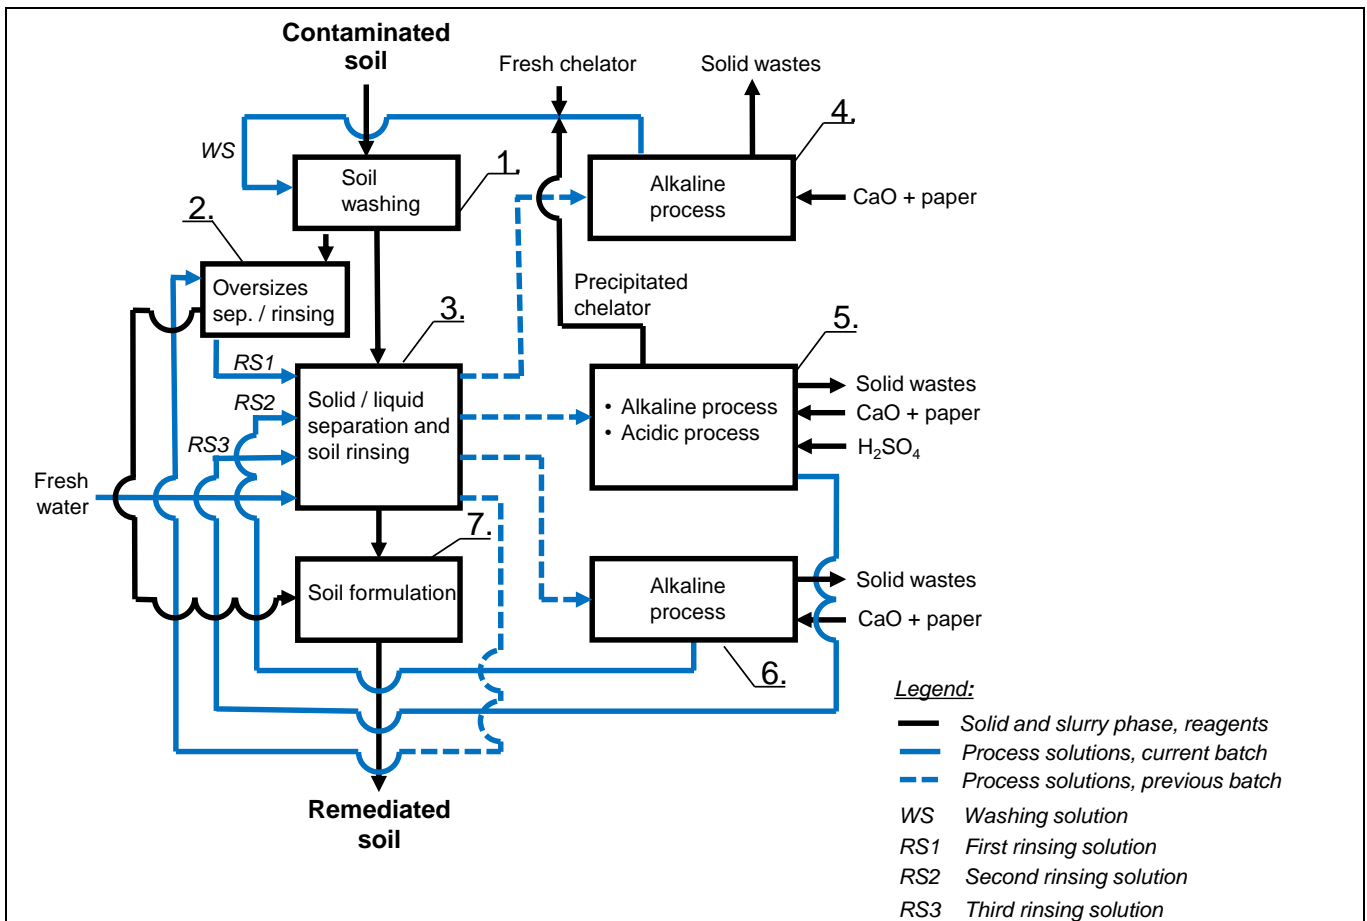 Contaminated
soil
Fresh chelator
Solid wastes
4.
WS
1.
Soil
washing
Alkaline
process
CaO + paper
2.
Oversizes
sep. / rinsing
Precipitated
chelator
3.
5.
RS1
RS2
RS3
Solid / liquid
separation and
soil rinsing
• Alkaline process
• Acidic process
Solid wastes
CaO + paper
H₂SO₄
Fresh
water
7.
Soil formulation
Alkaline
process
Solid wastes
CaO + paper
6.
Remediated
soil
Legend:
Solid and slurry phase, reagents
Process solutions, current batch
Process solutions, previous batch
WS Washing solution
RS1 First rinsing solution
RS2 Second rinsing solution
RS3 Third rinsing solution